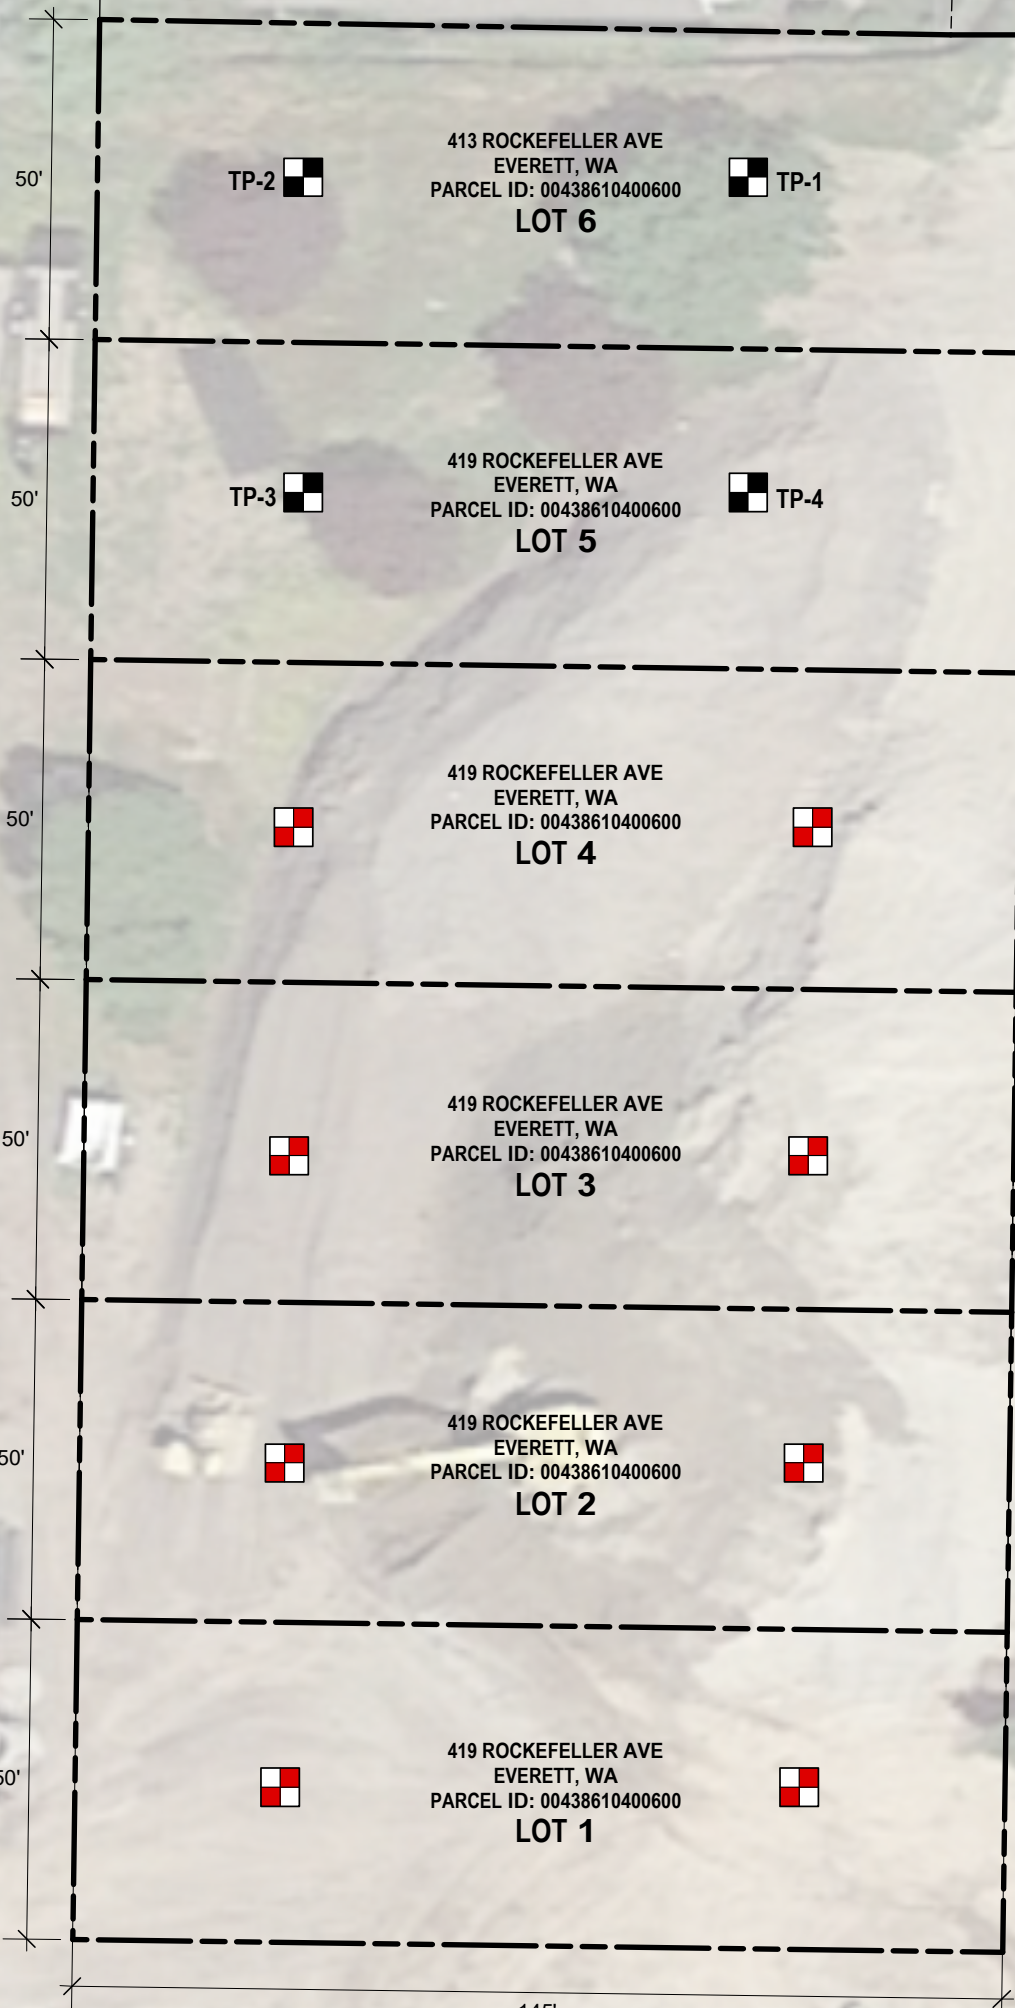 413 ROCKEFELLER AVE
EVERETT, WA
PARCEL ID: 00438610400600
LOT 6
TP-2
TP-1
50'
419 ROCKEFELLER AVE
EVERETT, WA
PARCEL ID: 00438610400600
LOT 5
TP-3
TP-4
50'
419 ROCKEFELLER AVE
EVERETT, WA
PARCEL ID: 00438610400600
LOT 4
50'
419 ROCKEFELLER AVE
EVERETT, WA
PARCEL ID: 00438610400600
LOT 3
50'
419 ROCKEFELLER AVE
EVERETT, WA
PARCEL ID: 00438610400600
LOT 2
50'
419 ROCKEFELLER AVE
EVERETT, WA
PARCEL ID: 00438610400600
LOT 1
50'
145'